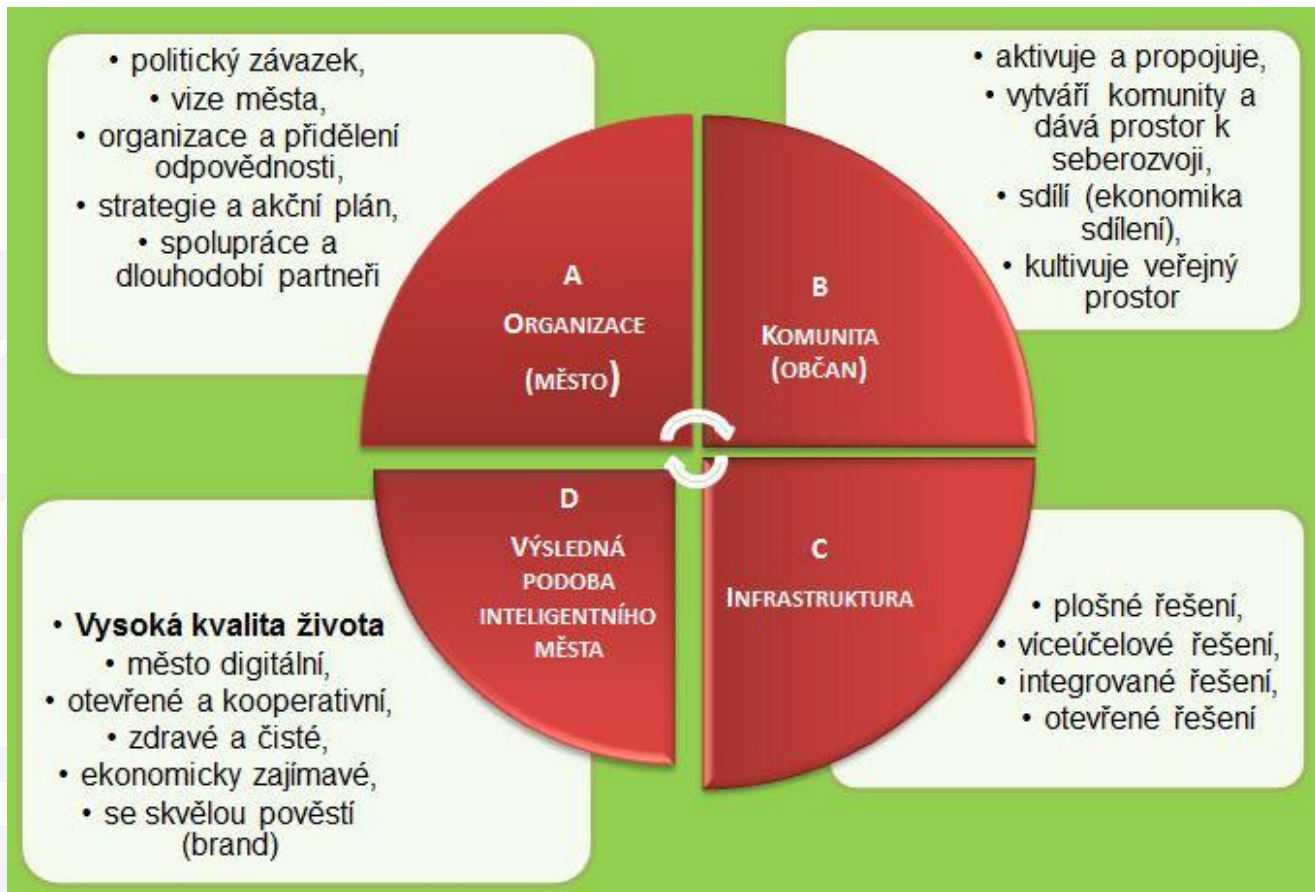 • politický závazek,
• vize města,
• organizace a přidělení
odpovědnosti,
• strategie a akční plán,
• spolupráce a
dlouhodobí partneři
• aktivuje a propojuje,
• vytváří komunity a
dává prostor k
seberozvoji,
• sdílí (ekonomika
sdílení),
• kultivuje veřejný
prostor
A
ORGANIZACE
(MĚSTO)
B
KOMUNITA
(OBČAN)
D
VÝSLEDNÁ
PODOBA
INTELIGENTNÍHO
MĚSTA
C
INFRASTRUKTURA
• Vysoká kvalita života
• město digitální,
• otevřené a kooperativní,
• zdravé a čisté,
• ekonomicky zajímavé,
• se skvělou pověstí
(brand)
• plošné řešení,
• víceúčelové řešení,
• integrované řešení,
• otevřené řešení